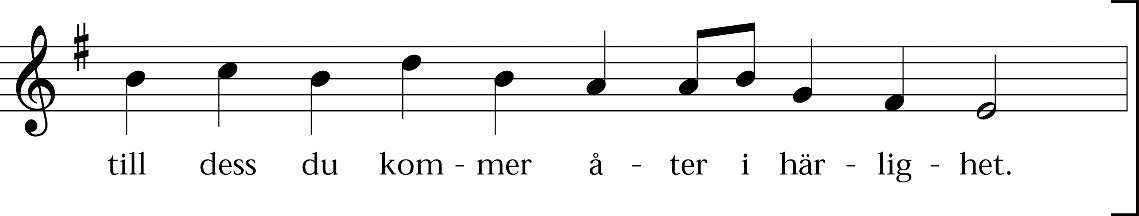 till dess du kom - mer å - ter i här - lig - het.